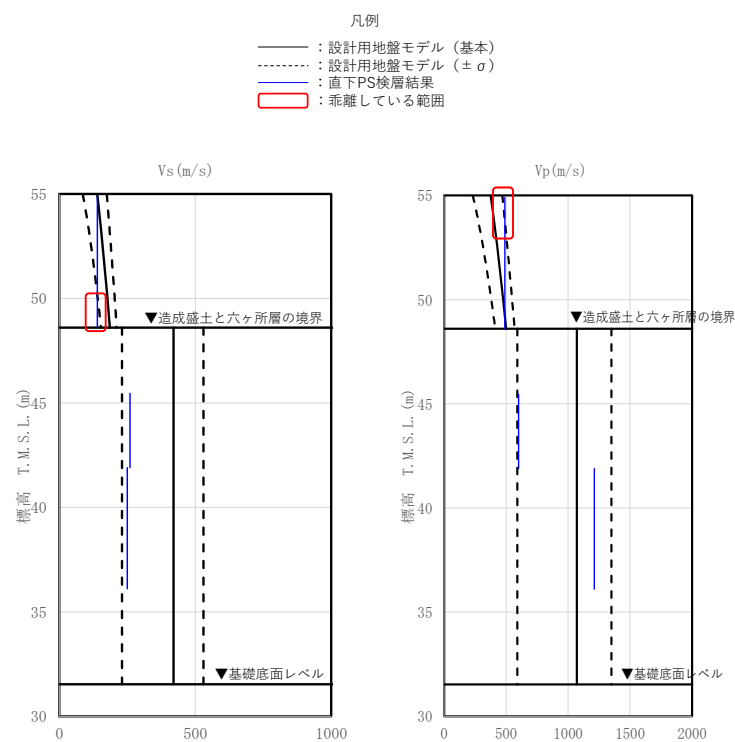 凡例
：設計用地盤モデル（基本）
：設計用地盤モデル（±σ）
：直下PS検層結果
：乖離している範囲
Vs(m/s)
55
50
45
40
35
30
標高 T.M.S.L.(m)
▼造成盛土と六ヶ所層の境界
▼基礎底面レベル
0 500 1000
Vp(m/s)
55
50
45
40
35
30
標高 T.M.S.L.(m)
▼造成盛土と六ヶ所層の境界
▼基礎底面レベル
0 500 1000 1500 2000